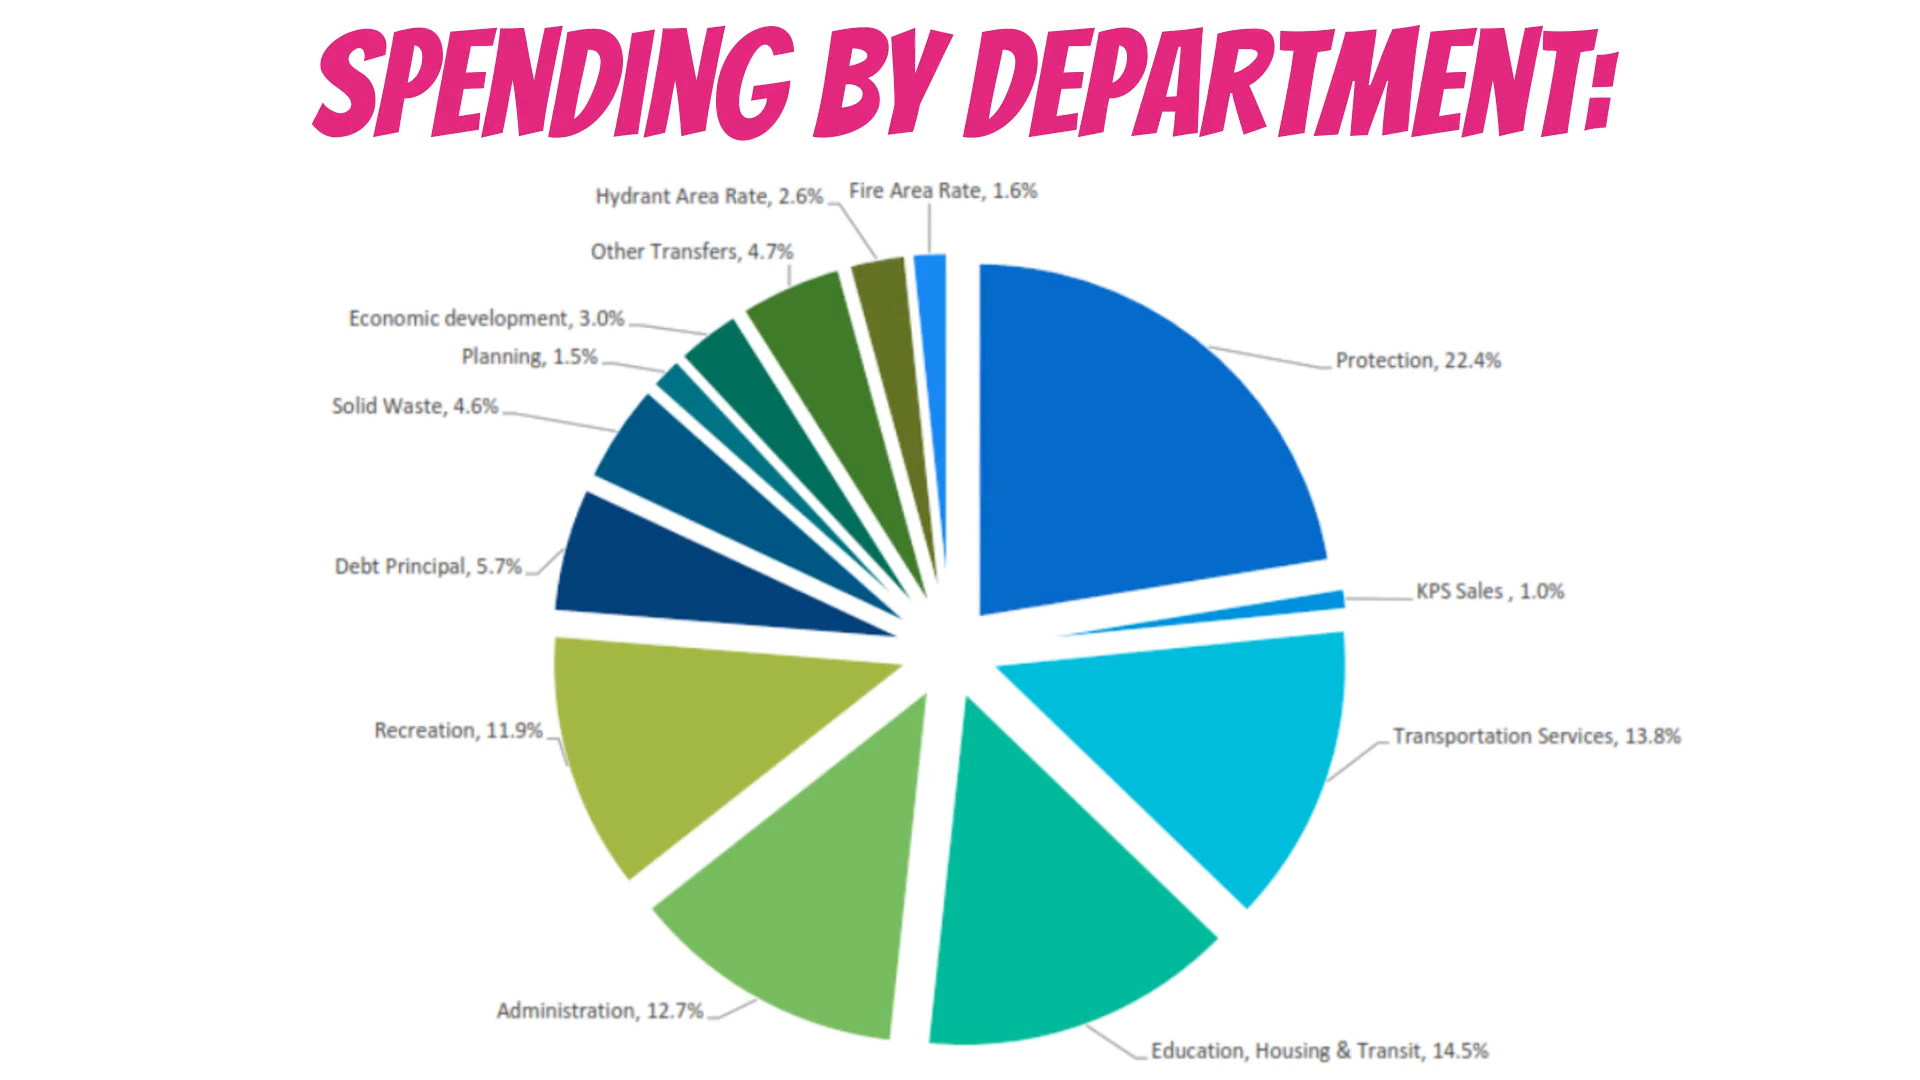 SPENDING BY DEPARTMENT:
Hydrant Area Rate, 2.6%
Fire Area Rate, 1.6%
Other Transfers, 4.7%
Economic development, 3.0%
Planning, 1.5%
Protection, 22.4%
Solid Waste, 4.6%
Debt Principal, 5.7%
KPS Sales , 1.0%
Recreation, 11.9%
Transportation Services, 13.8%
Administration, 12.7%
Education, Housing & Transit, 14.5%